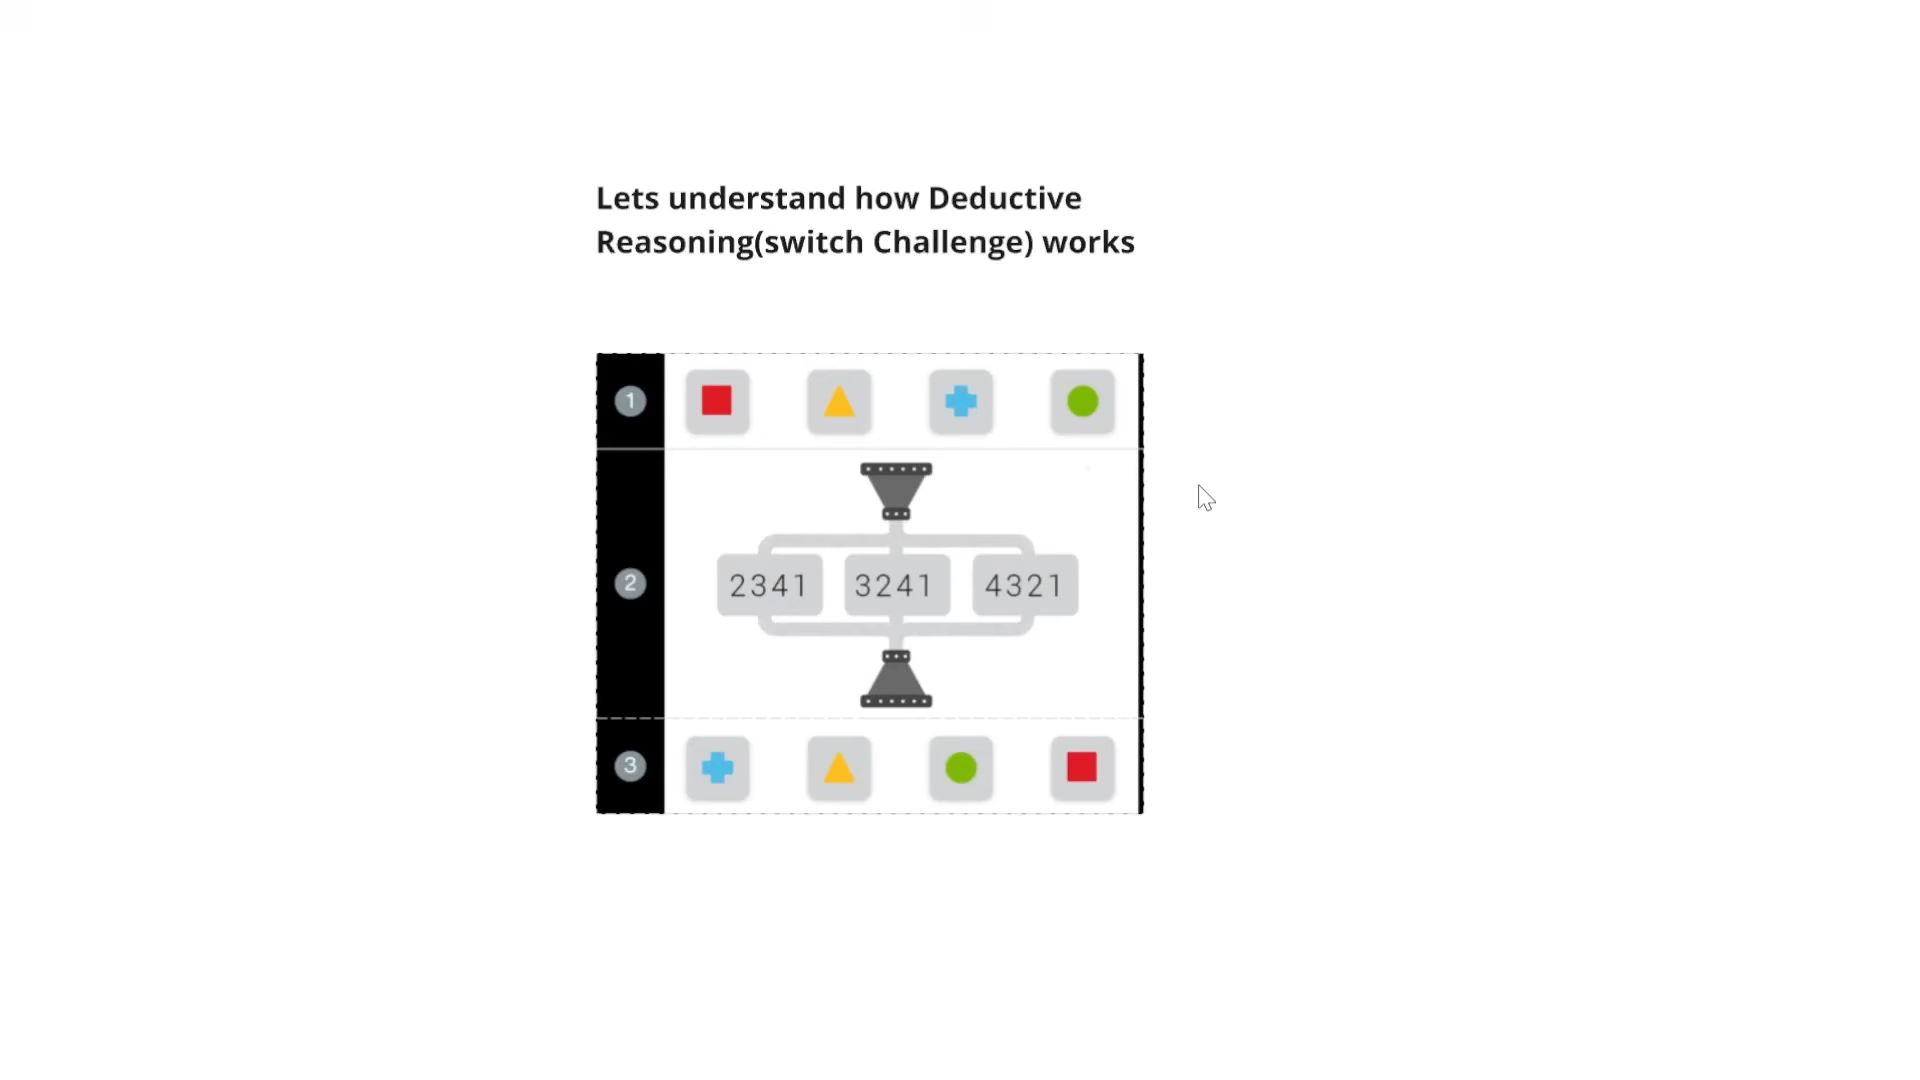 Lets understand how Deductive
Reasoning(switch Challenge) works
1
2
2341 3241 4321
3